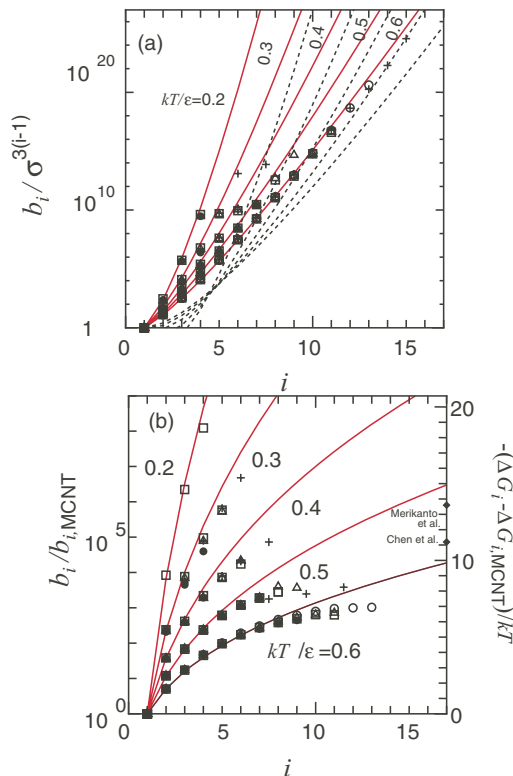 (a)
10^20
10^10
1
b_i / σ^3(i-1)
kT/ε=0.2
0.3
0.4
0.5
0.6
0 5 10 15
i
(b)
10^5
10^0
b_i/b_i,MCNT
0.2
0.3
0.4
0.5
kT /ε=0.6
Merikanto
et al.
Chen et al.
20
10
0
-(ΔG_i-ΔG_i,MCNT)/kT
0 5 10 15
i